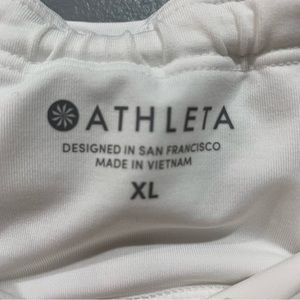 ATHLETA
DESIGNED IN SAN FRANCISCO
MADE IN VIETNAM
XL